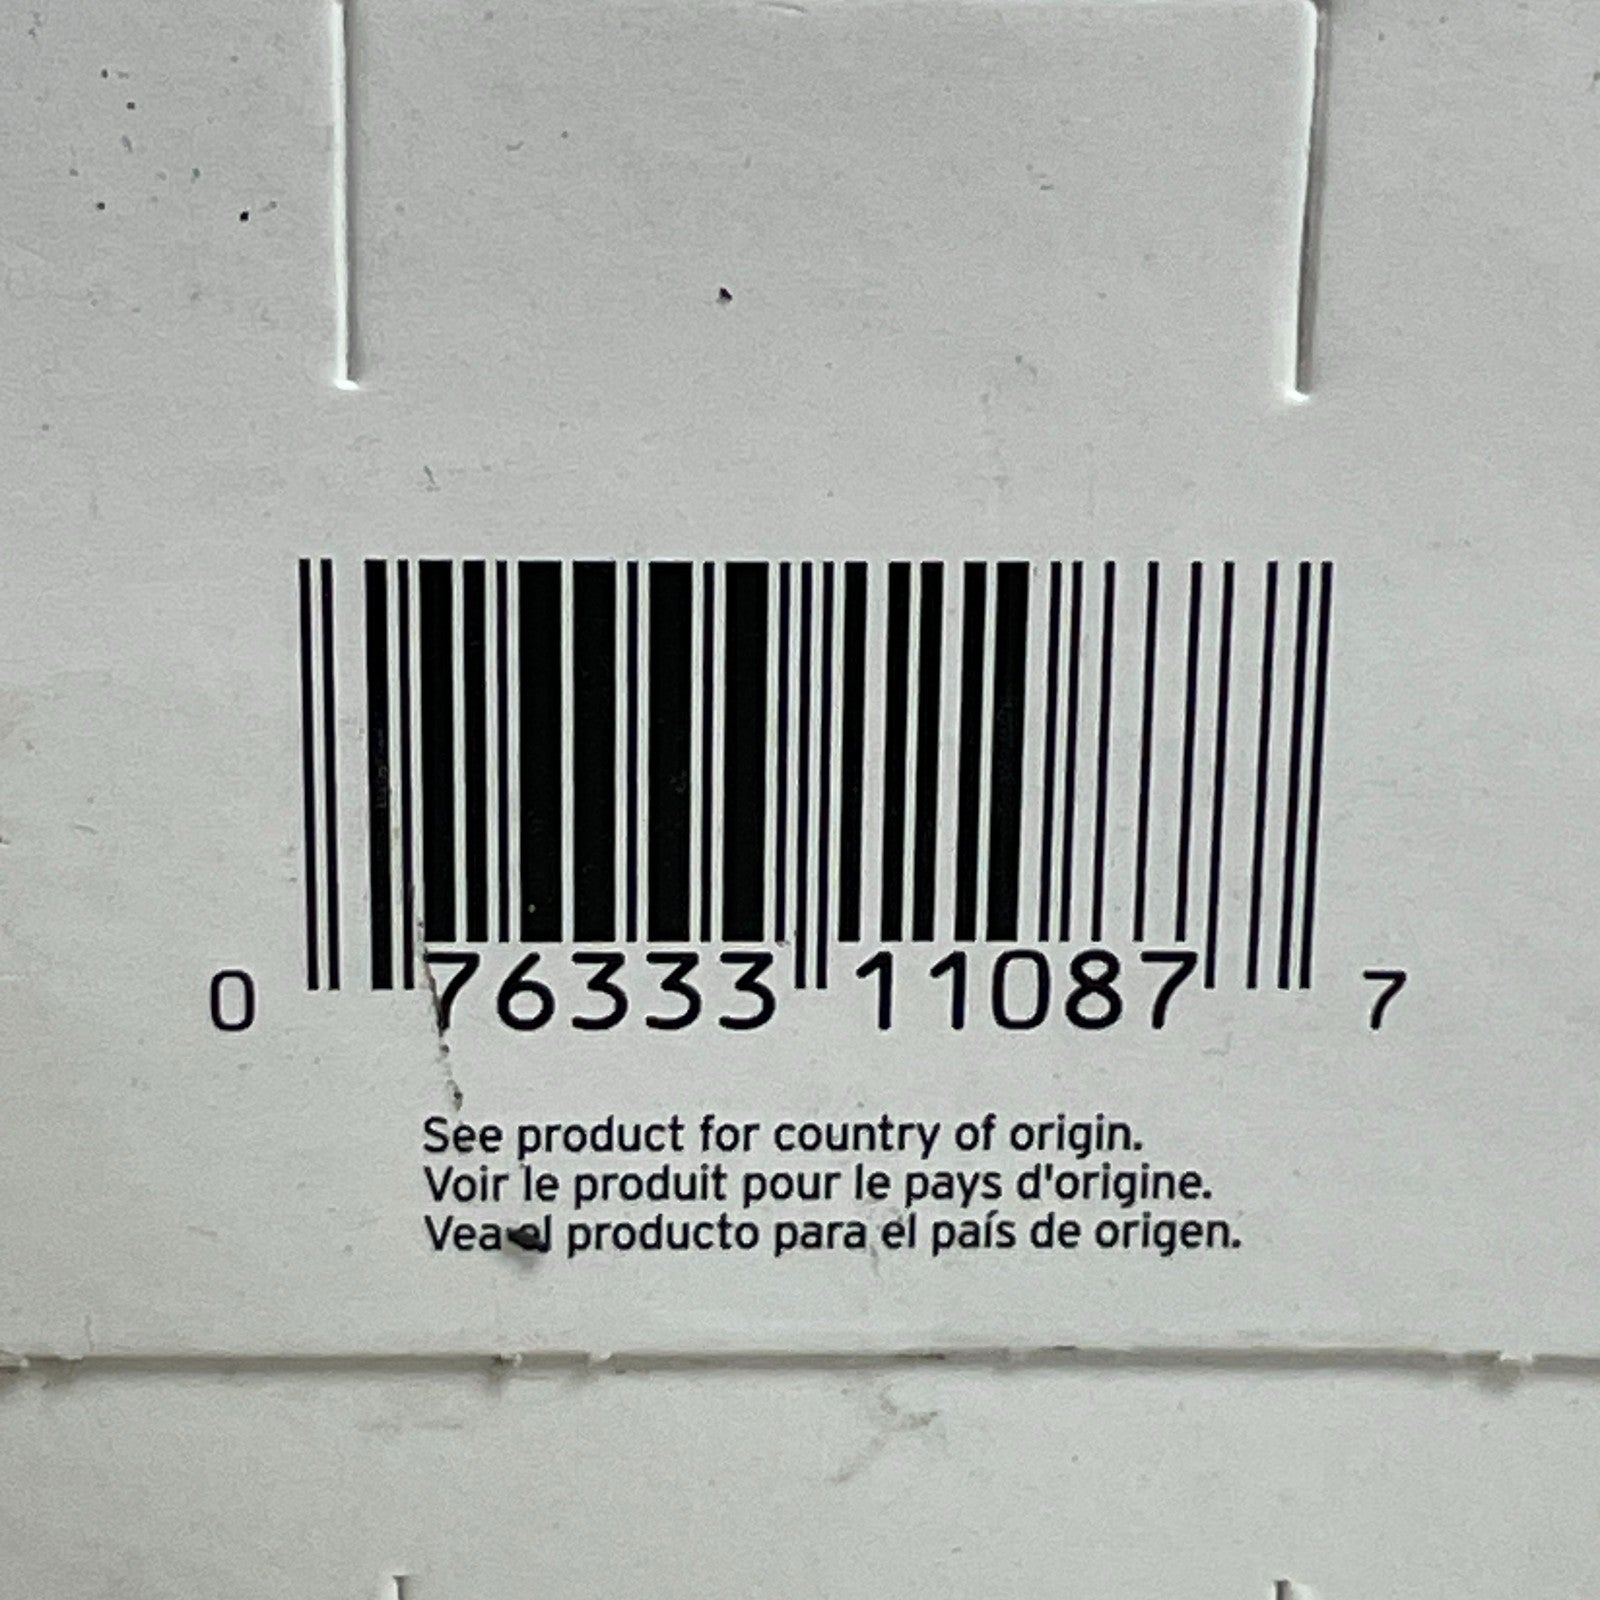 0 76333 11087 7
See product for country of origin.
Voir le produit pour le pays d'origine.
Vea el producto para el país de origen.